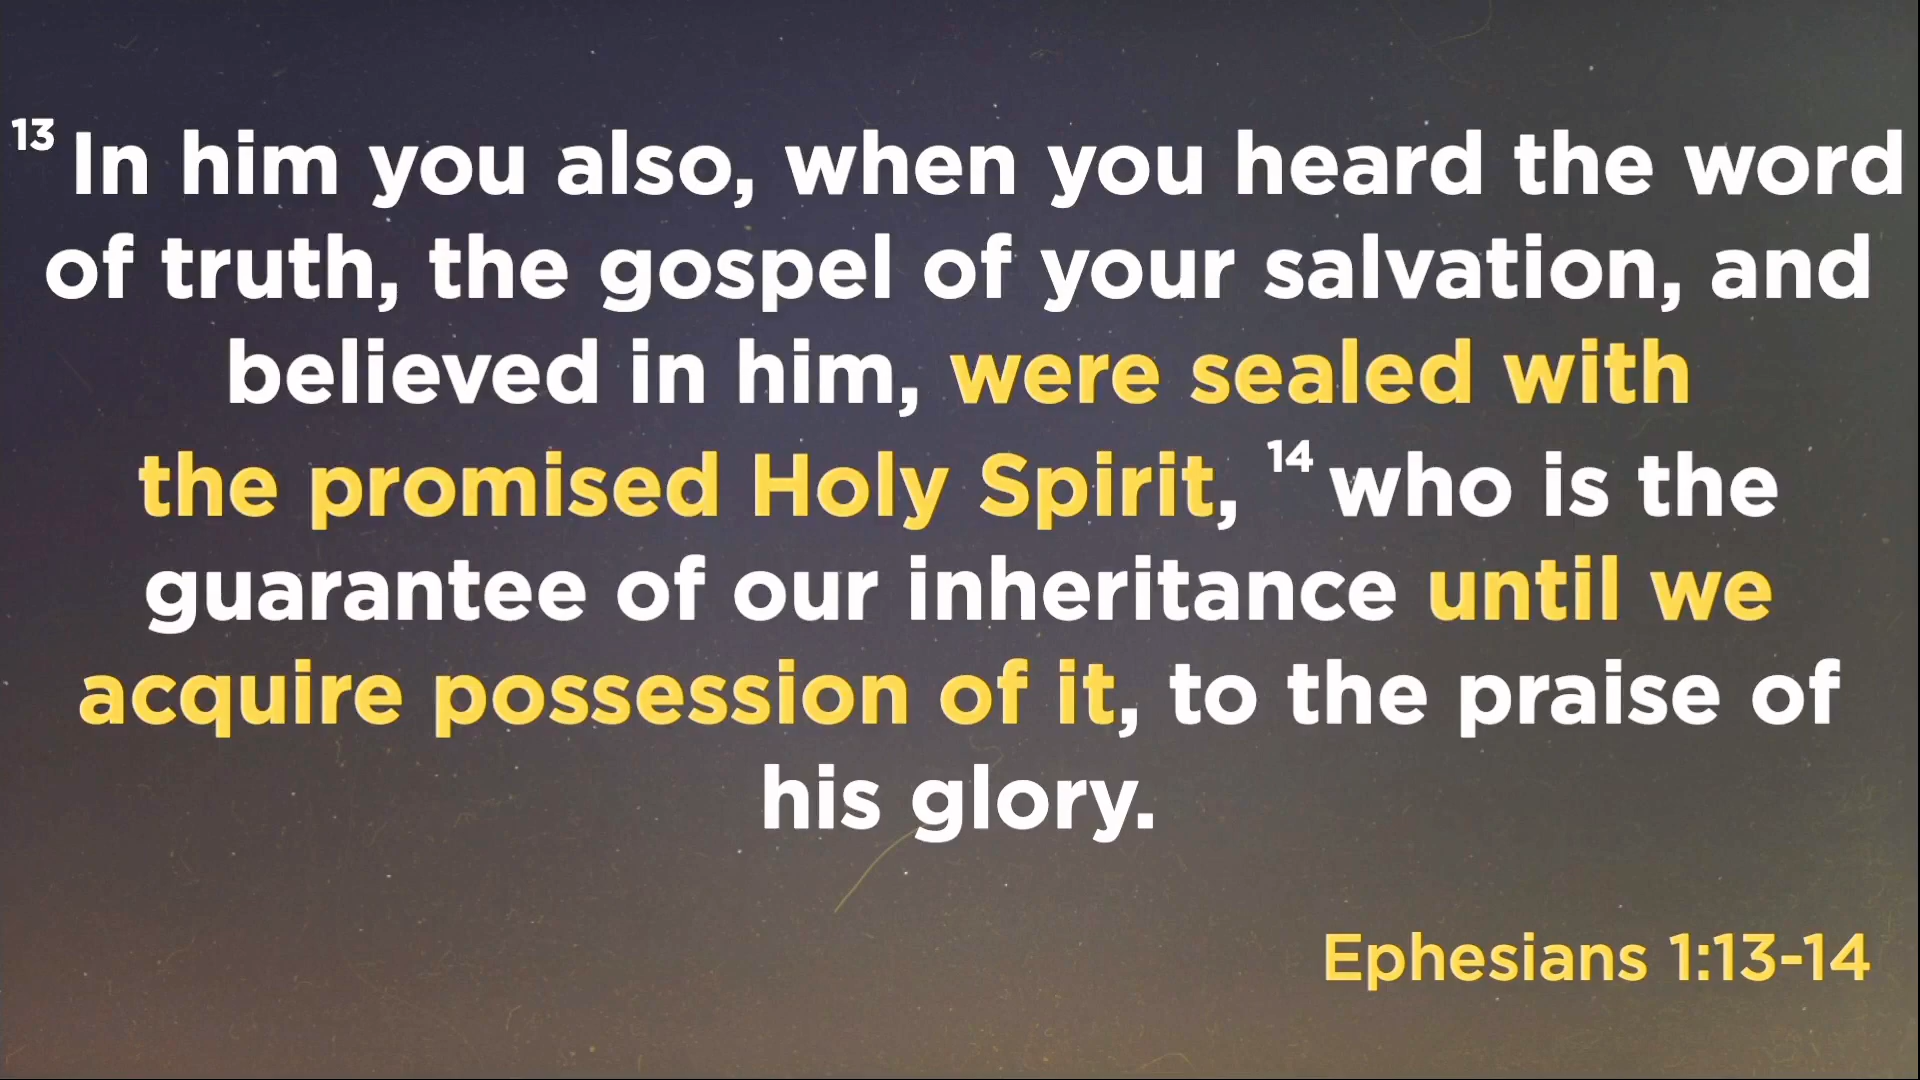 13 In him you also, when you heard the word
of truth, the gospel of your salvation, and
believed in him, were sealed with
the promised Holy Spirit, 14 who is the
guarantee of our inheritance until we
acquire possession of it, to the praise of
his glory.
Ephesians 1:13-14